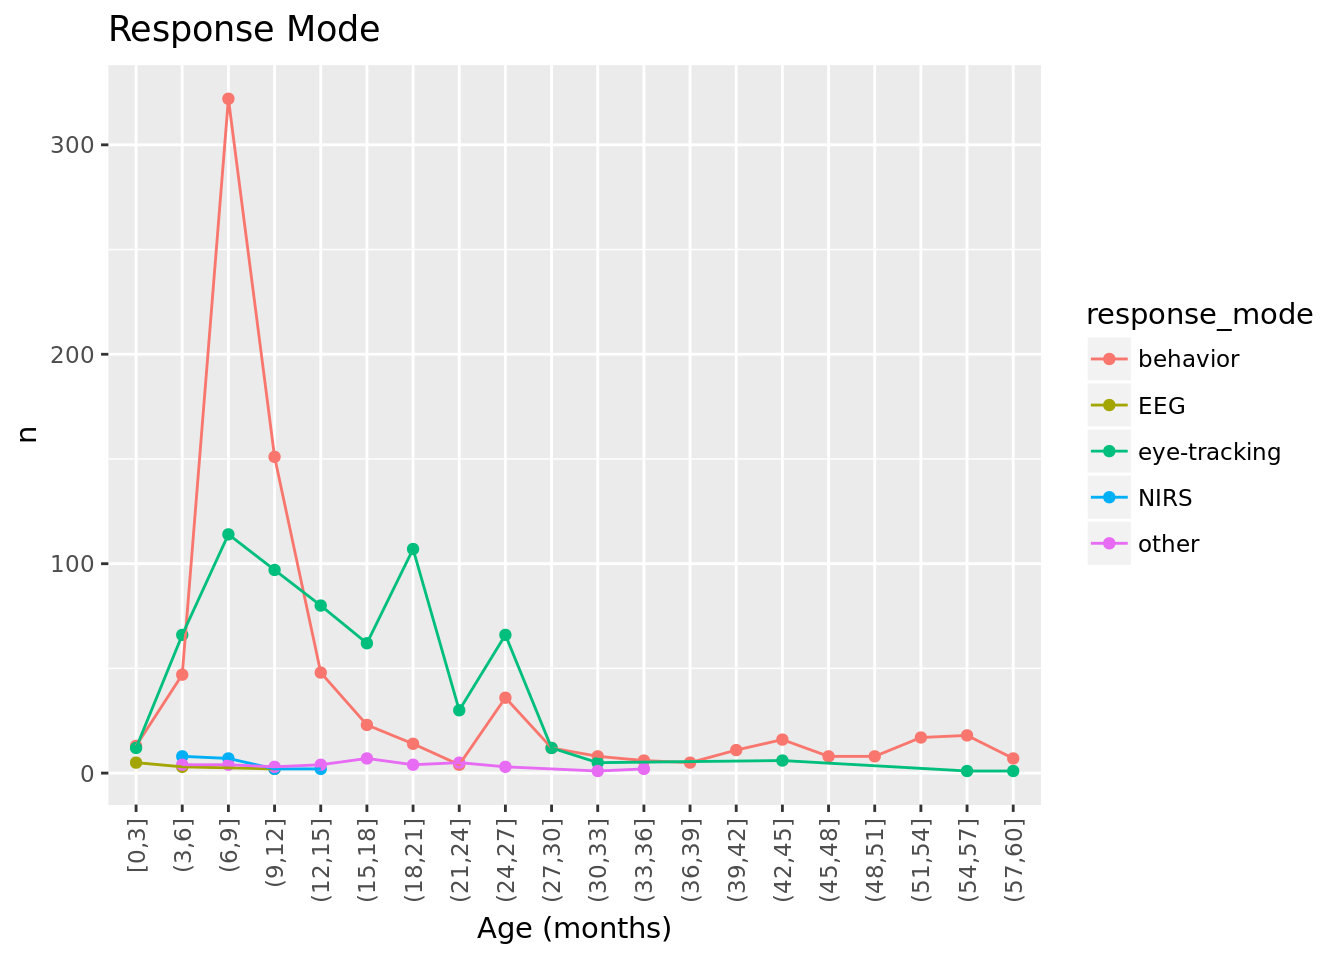 Response Mode
300
200
100
0
n
[0,3]
(3,6]
(6,9]
(9,12]
(12,15]
(15,18]
(18,21]
(21,24]
(24,27]
(27,30]
(30,33]
(33,36]
(36,39]
(39,42]
(42,45]
(45,48]
(48,51]
(51,54]
(54,57]
(57,60]
Age (months)
response_mode
behavior
EEG
eye-tracking
NIRS
other